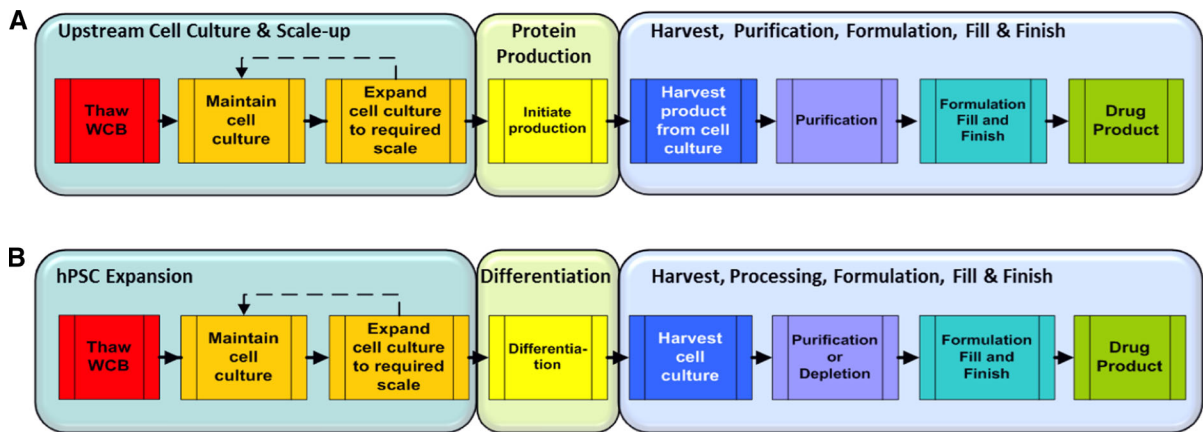 A
Upstream Cell Culture & Scale-up
Protein
Production
Harvest, Purification, Formulation, Fill & Finish
Thaw
WCB
Maintain
cell
culture
Expand
cell culture
to required
scale
Initiate
production
Harvest
product
from cell
culture
Purification
Formulation
Fill and
Finish
Drug
Product
B
hPSC Expansion
Differentiation
Harvest, Processing, Formulation, Fill & Finish
Thaw
WCB
Maintain
cell
culture
Expand
cell culture
to required
scale
Differentia-
tion
Harvest
cell
culture
Purification
or
Depletion
Formulation
Fill and
Finish
Drug
Product